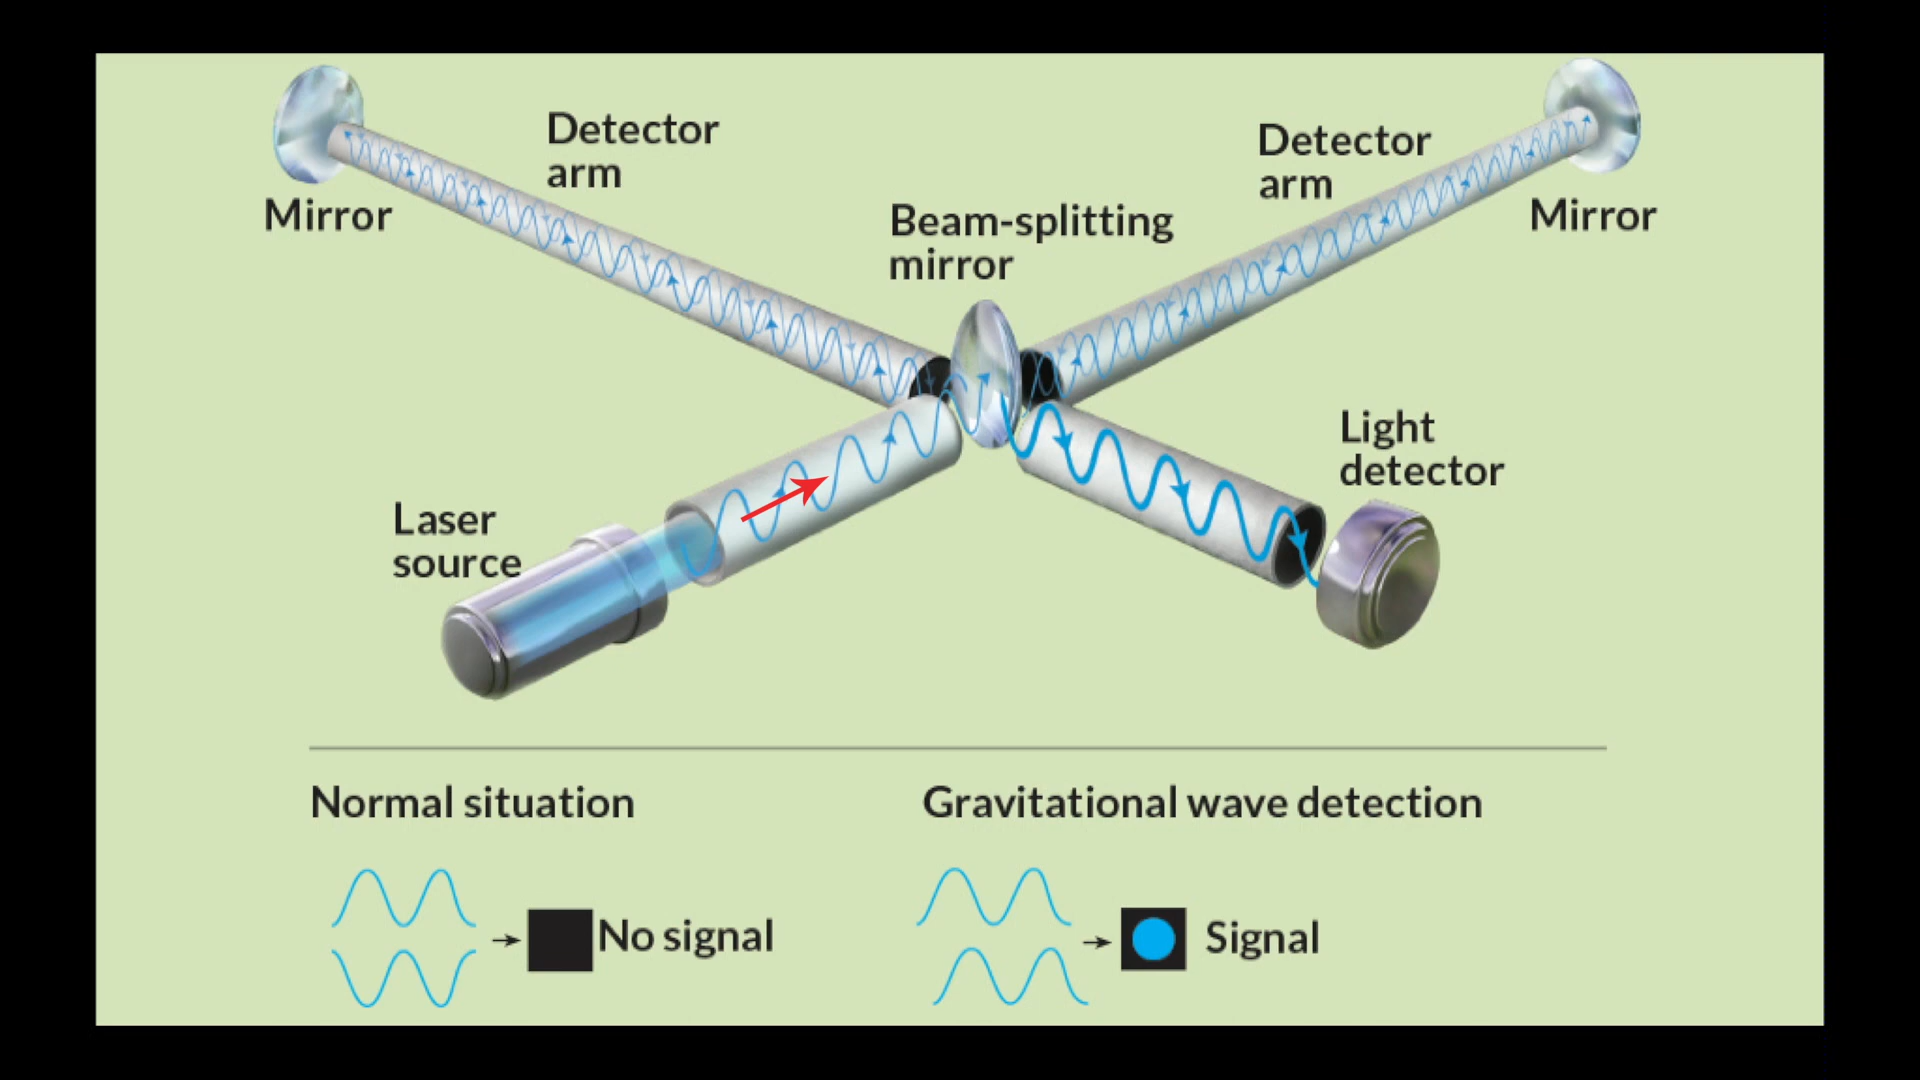 Detector
arm
Mirror
Beam-splitting
mirror
Detector
arm
Mirror
Laser
source
Light
detector
Normal situation
No signal
Gravitational wave detection
Signal